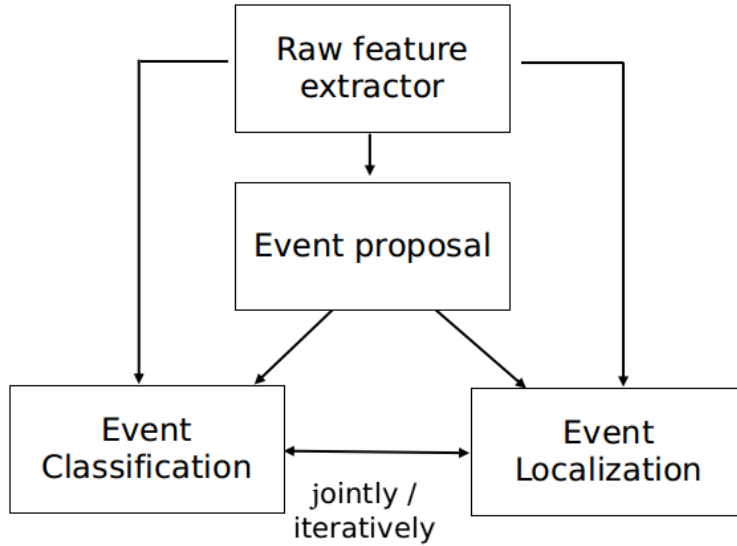 Raw feature
extractor
Event proposal
Event
Classification
Event
Localization
jointly /
iteratively